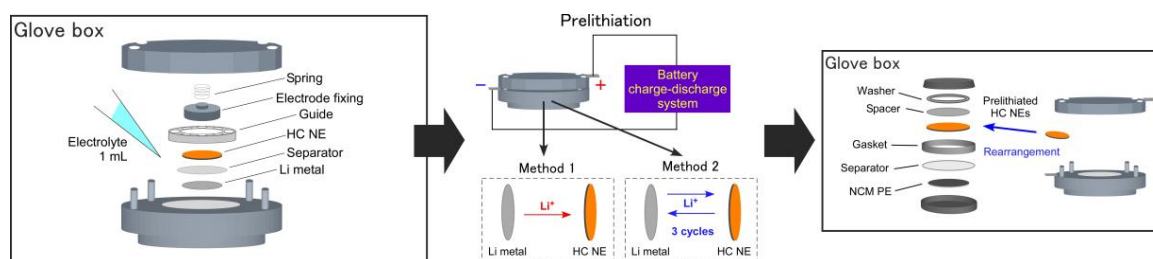 Glove box
Spring
Electrode fixing
Guide
HC NE
Separator
Li metal
Electrolyte
1 mL
Prelithiation
−
+
Battery
charge-discharge
system
Method 1
Li⁺
Li metal
HC NE
Method 2
Li⁺
3 cycles
Li metal
HC NE
Glove box
Washer
Spacer
Gasket
Separator
NCM PE
Prelithiated
HC NEs
Rearrangement